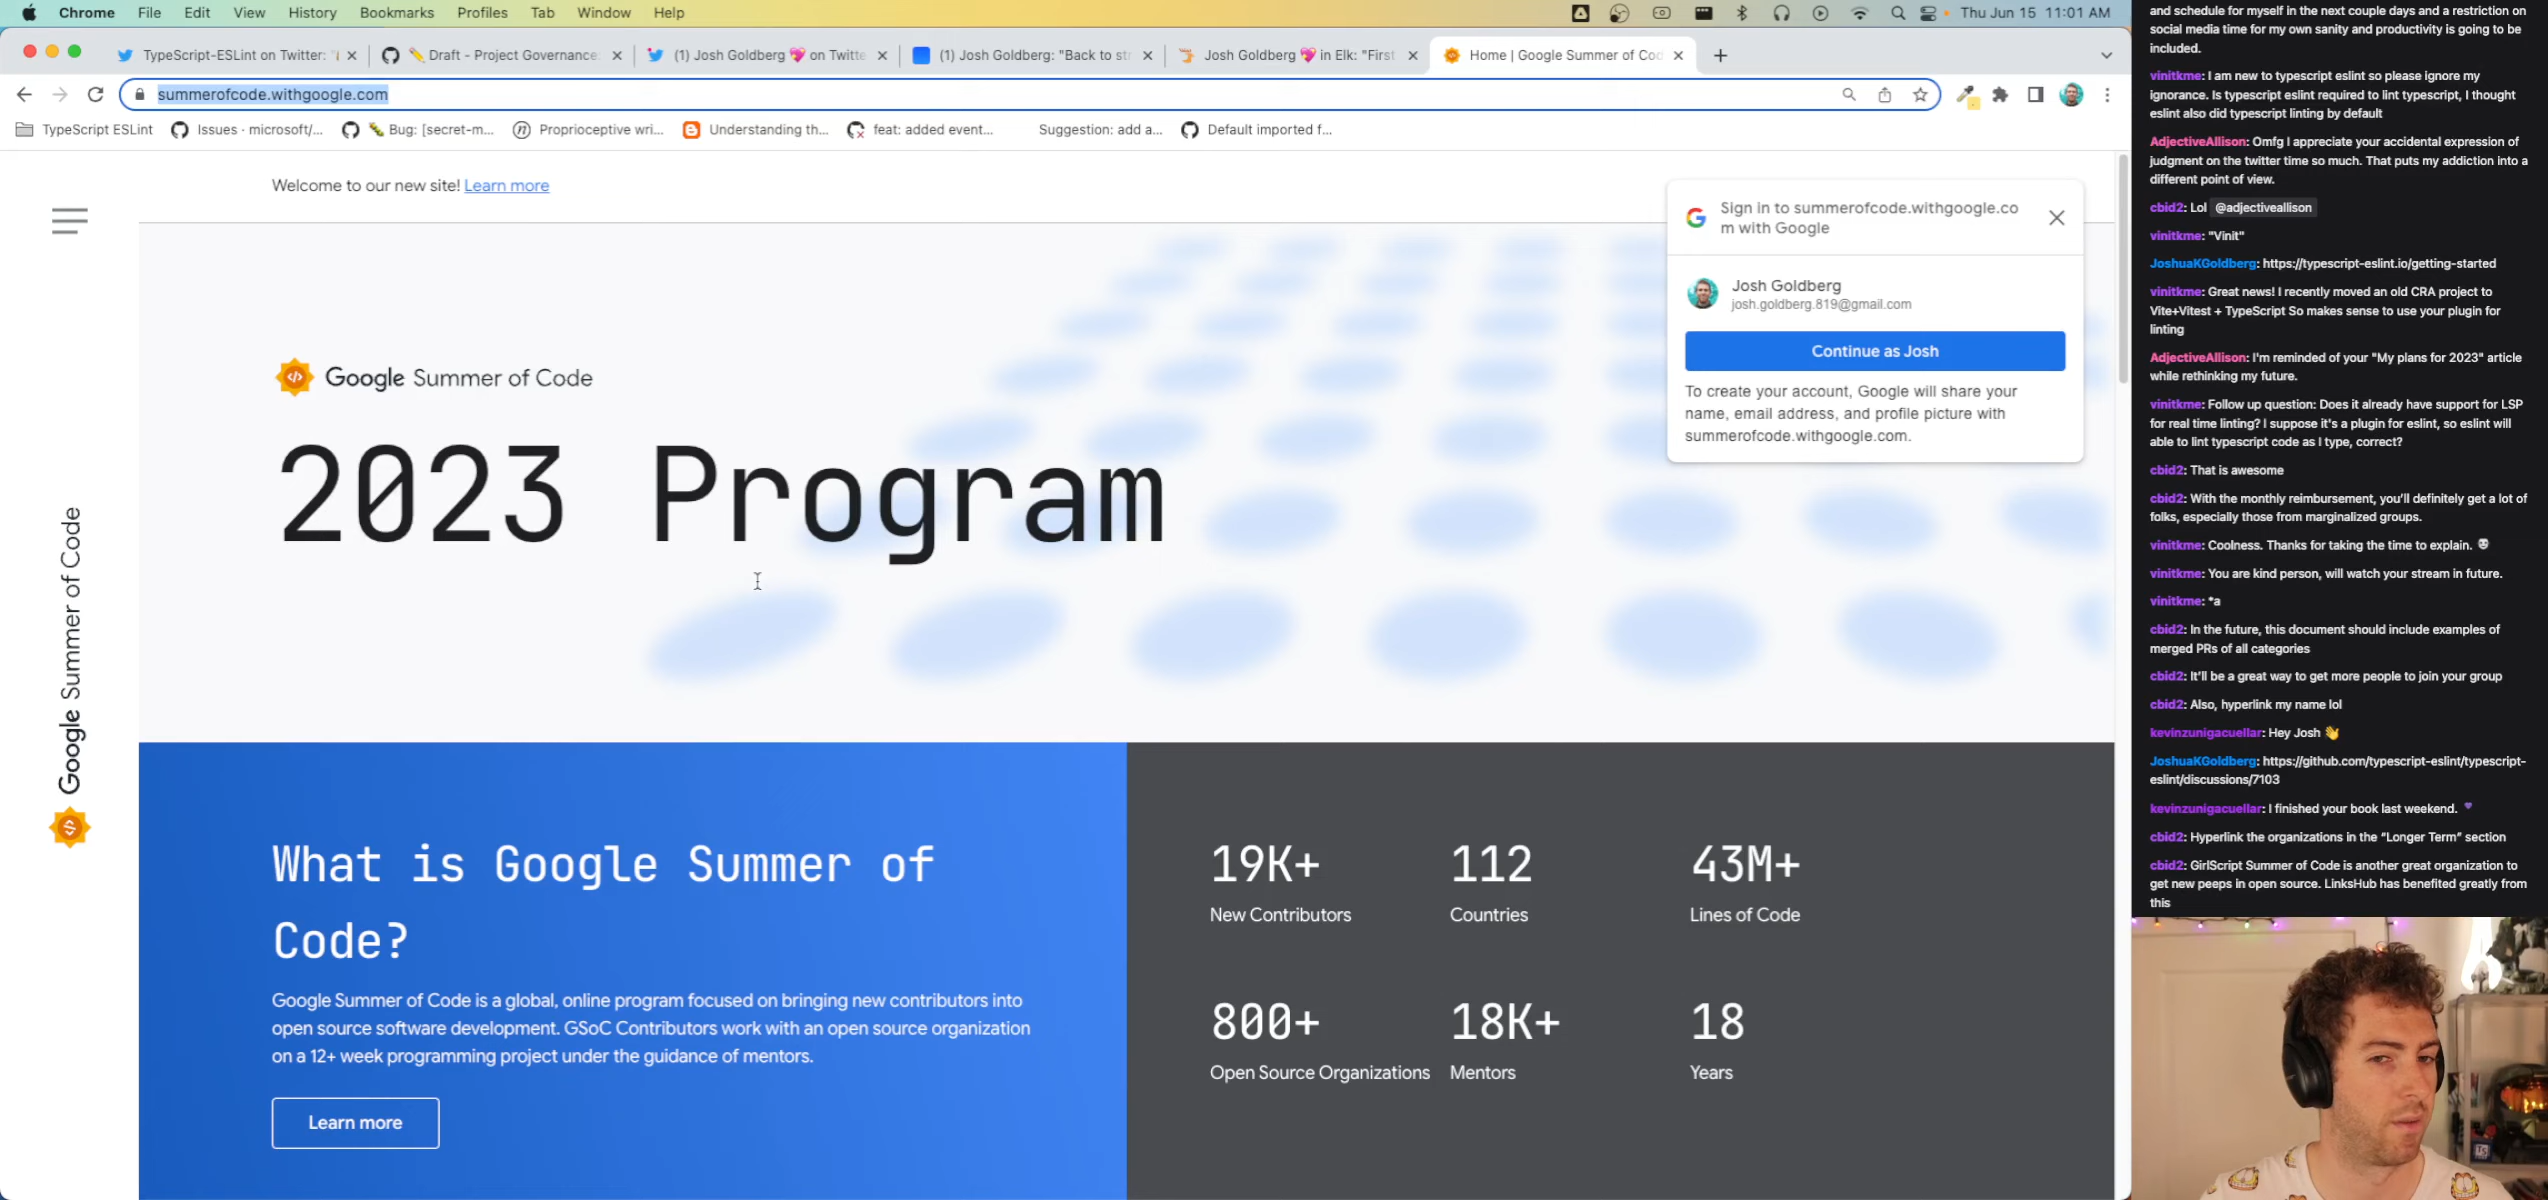 Chrome File Edit View History Bookmarks Profiles Tab Window Help
Thu Jun 15 11:01 AM
TypeScript-ESLint on Twitter: "
Draft - Project Governance
(1) Josh Goldberg 💖 on Twitte
(1) Josh Goldberg: "Back to st
Josh Goldberg 💖 in Elk: "First
Home | Google Summer of Co
summerofcode.withgoogle.com
TypeScript ESLint
Issues · microsoft/...
🐛 Bug: [secret-m...
Proprioceptive wri...
Understanding th...
feat: added event...
Suggestion: add a...
Default imported f...
Welcome to our new site! Learn more
Google Summer of Code
Google Summer of Code
2023 Program
Sign in to summerofcode.withgoogle.co
m with Google
Josh Goldberg
josh.goldberg.819@gmail.com
Continue as Josh
To create your account, Google will share your
name, email address, and profile picture with
summerofcode.withgoogle.com.
What is Google Summer of
Code?
Google Summer of Code is a global, online program focused on bringing new contributors into
open source software development. GSoC Contributors work with an open source organization
on a 12+ week programming project under the guidance of mentors.
Learn more
19K+
New Contributors
112
Countries
43M+
Lines of Code
800+
Open Source Organizations
18K+
Mentors
18
Years
and schedule for myself in the next couple days and a restriction on
social media time for my own sanity and productivity is going to be
included.
vinitkme: I am new to typescript eslint so please ignore my
ignorance. Is typescript eslint required to lint typescript, I thought
eslint also did typescript linting by default
AdjectiveAllison: Omfg I appreciate your accidental expression of
judgment on the twitter time so much. That puts my addiction into a
different point of view.
cbid2: Lol @adjectiveallison
vinitkme: "Vinit"
JoshuaKGoldberg: https://typescript-eslint.io/getting-started
vinitkme: Great news! I recently moved an old CRA project to
Vite+Vitest + TypeScript So makes sense to use your plugin for
linting
AdjectiveAllison: I'm reminded of your "My plans for 2023" article
while rethinking my future.
vinitkme: Follow up question: Does it already have support for LSP
for real time linting? I suppose it's a plugin for eslint, so eslint will
able to lint typescript code as I type, correct?
cbid2: That is awesome
cbid2: With the monthly reimbursement, you'll definitely get a lot of
folks, especially those from marginalized groups.
vinitkme: Coolness. Thanks for taking the time to explain.
vinitkme: You are kind person, will watch your stream in future.
vinitkme: *a
cbid2: In the future, this document should include examples of
merged PRs of all categories
cbid2: It'll be a great way to get more people to join your group
cbid2: Also, hyperlink my name lol
kevinzunigacuellar: Hey Josh 👋
JoshuaKGoldberg: https://github.com/typescript-eslint/typescript-
eslint/discussions/7103
kevinzunigacuellar: I finished your book last weekend. 💜
cbid2: Hyperlink the organizations in the “Longer Term” section
cbid2: GirlScript Summer of Code is another great organization to
get new peeps in open source. LinksHub has benefited greatly from
this